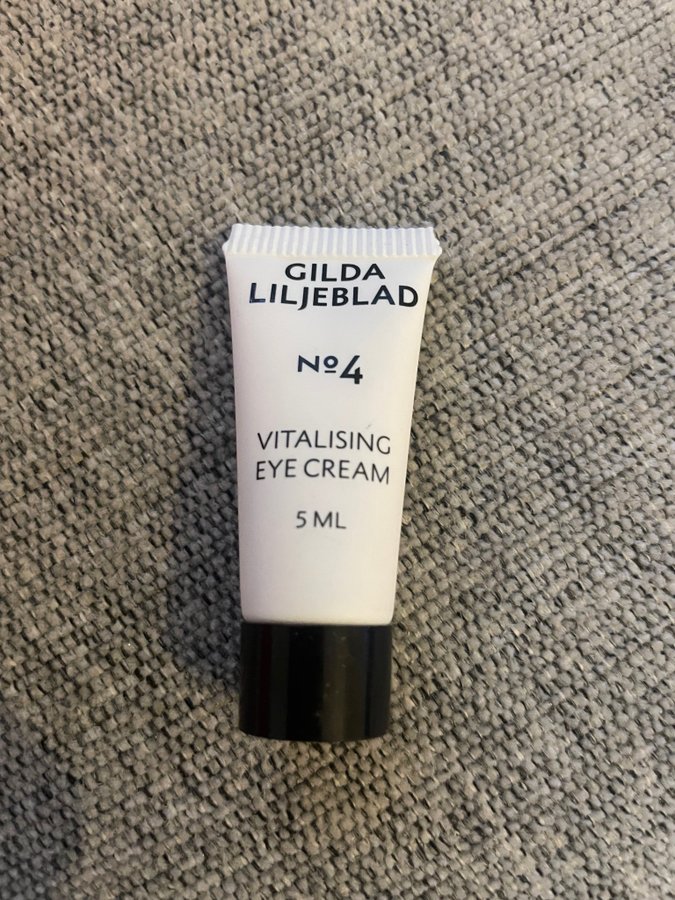 GILDA
LILJEBLAD
Nº4
VITALISING
EYE CREAM
5 ML